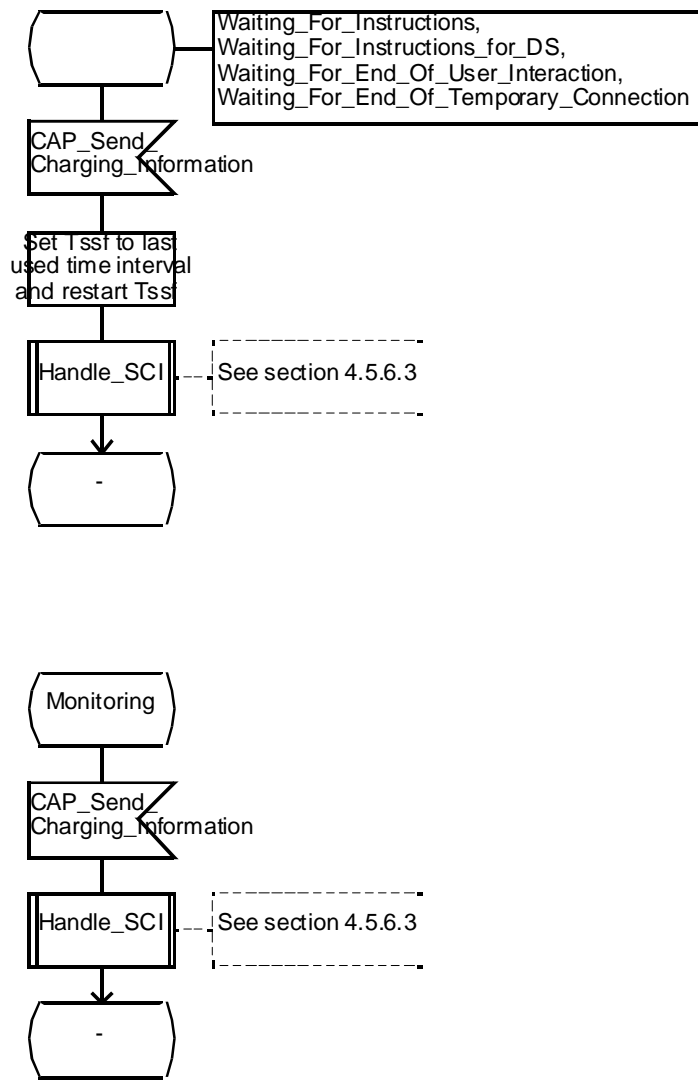 Waiting_For_Instructions,
Waiting_For_Instructions_for_DS,
Waiting_For_End_Of_User_Interaction,
Waiting_For_End_Of_Temporary_Connection
CAP_Send_
Charging_Information
Set Tssf to last
used time interval
and restart Tssf
Handle_SCI
See section 4.5.6.3
-
Monitoring
CAP_Send_
Charging_Information
Handle_SCI
See section 4.5.6.3
-